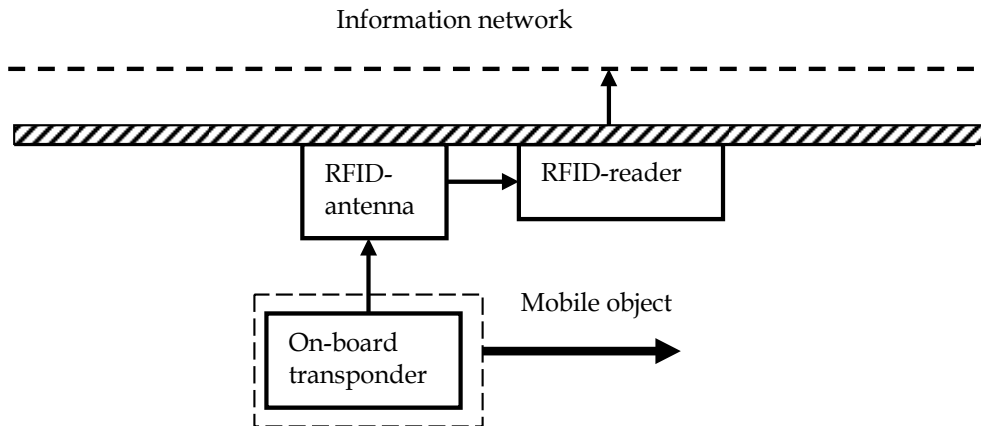 Information network
RFID-
antenna
RFID-reader
Mobile object
On-board
transponder